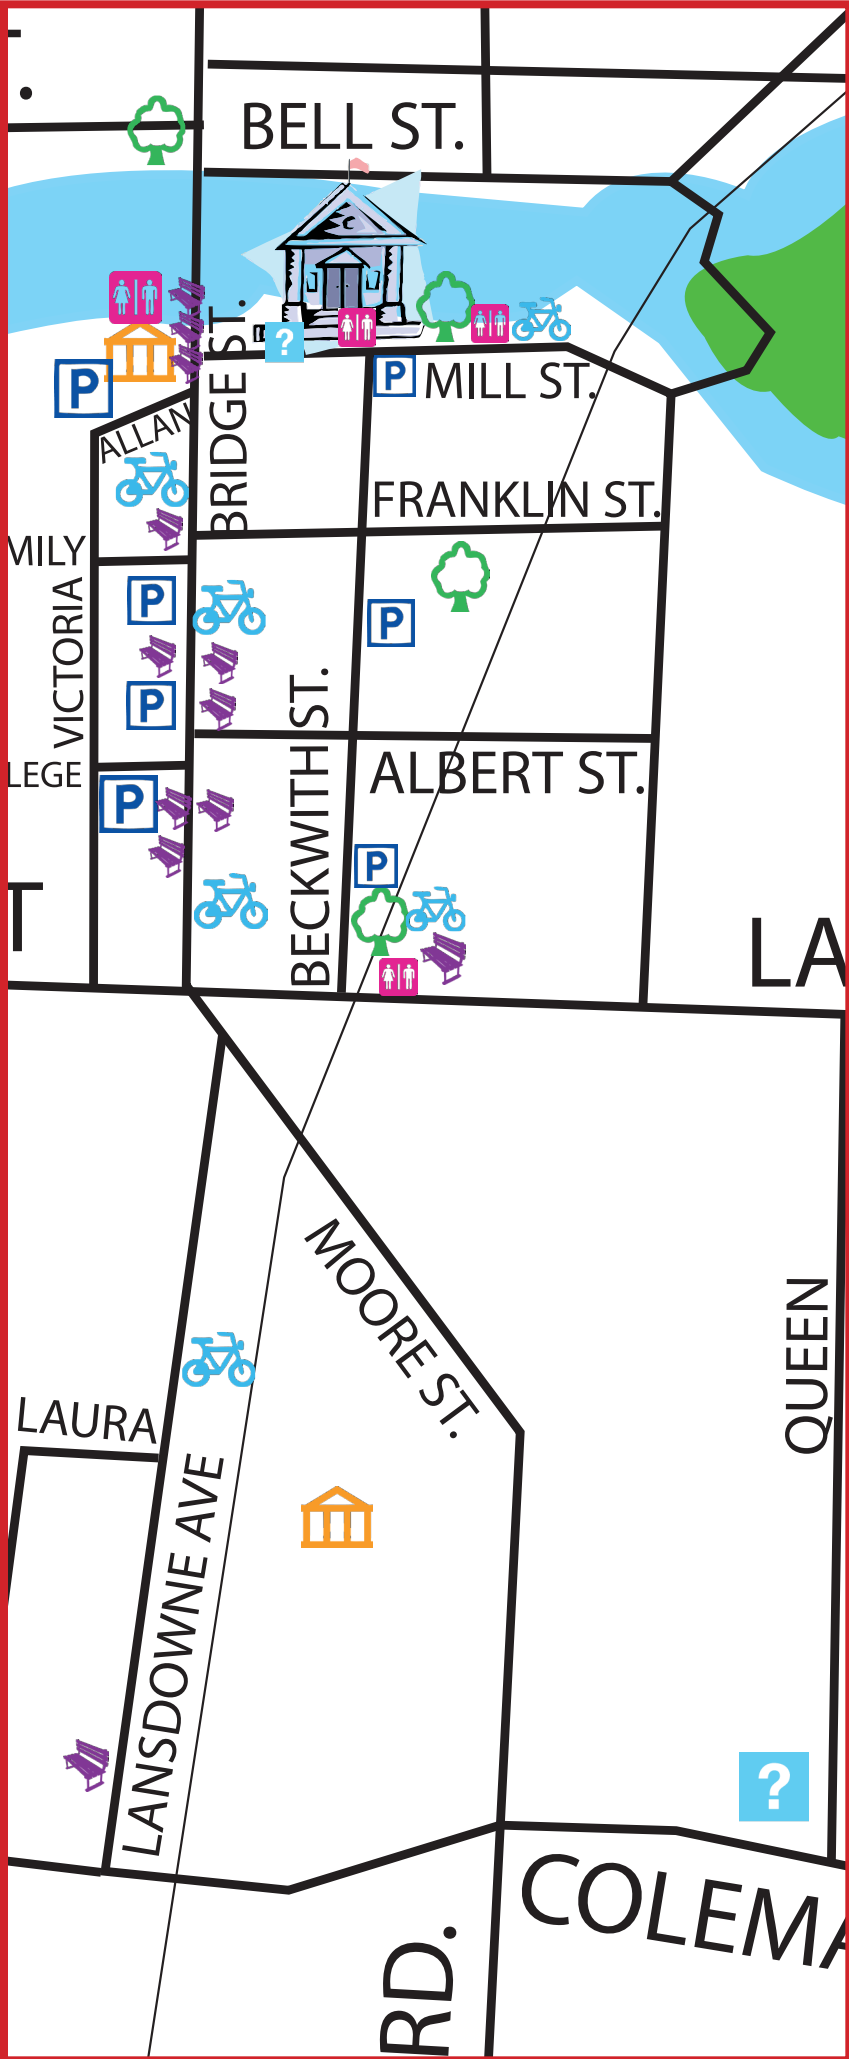 BELL ST.
?
BRIDGE ST.
P
P
MILL ST.
ALLAN
FRANKLIN ST.
MILY
P
P
VICTORIA
P
BECKWITH ST.
LEGE
ALBERT ST.
P
P
T
LA
MOORE ST.
QUEEN
LAURA
LANSDOWNE AVE
?
COLEMA
RD.